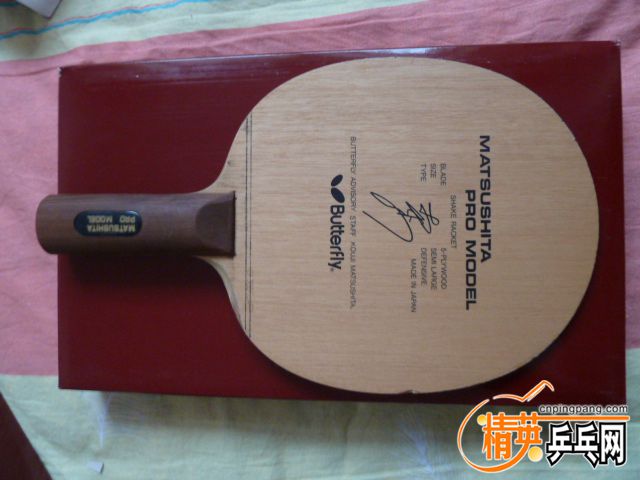 MATSUSHITA
PRO MODEL
SHAKE RACKET
BLADE 5-PLYWOOD
SIZE SEMI LARGE
TYPE DEFENSIVE
MADE IN JAPAN
Butterfly
BUTTERFLY ADVISORY STAFF KOUJI MATSUSHITA
MATSUSHITA
PRO MODEL
cnpingpang.com
精英乒乓网